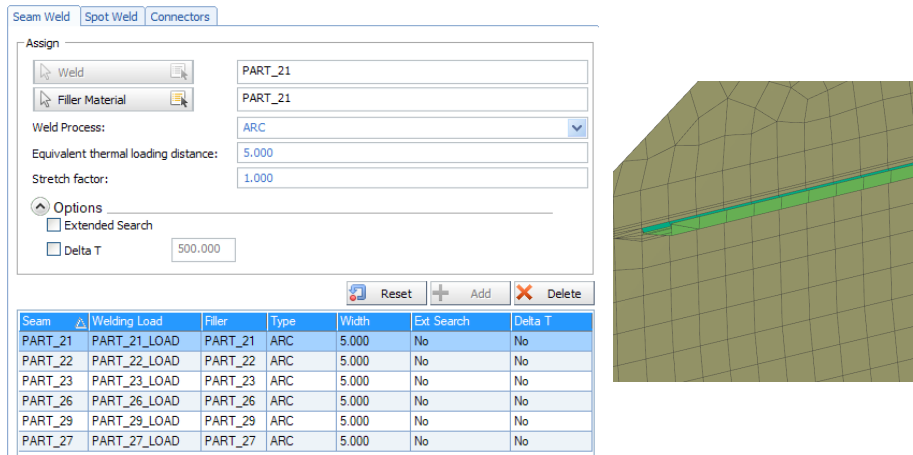 Seam Weld Spot Weld Connectors
Assign
Weld PART_21
Filler Material PART_21
Weld Process: ARC
Equivalent thermal loading distance: 5.000
Stretch factor: 1.000
Options
Extended Search
Delta T 500.000
Reset Add Delete
Seam Welding Load Filler Type Width Ext Search Delta T
PART_21 PART_21_LOAD PART_21 ARC 5.000 No No
PART_22 PART_22_LOAD PART_22 ARC 5.000 No No
PART_23 PART_23_LOAD PART_23 ARC 5.000 No No
PART_26 PART_26_LOAD PART_26 ARC 5.000 No No
PART_29 PART_29_LOAD PART_29 ARC 5.000 No No
PART_27 PART_27_LOAD PART_27 ARC 5.000 No No